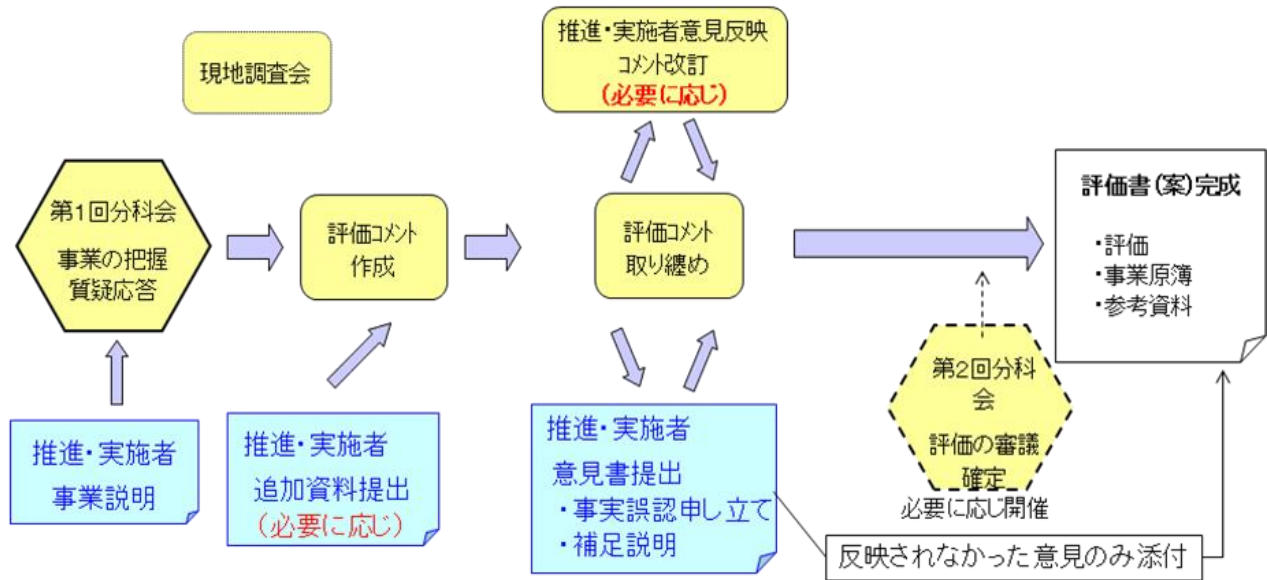 現地調査会
推進・実施者意見反映
コメント改訂
(必要に応じ)
第1回分科会
事業の把握
質疑応答
評価コメント
作成
評価コメント
取り纏め
評価書(案)完成
・評価
・事業原簿
・参考資料
推進・実施者
事業説明
推進・実施者
追加資料提出
(必要に応じ)
推進・実施者
意見書提出
・事実誤認申し立て
・補足説明
第2回分科
会
評価の審議
確定
必要に応じ開催
反映されなかった意見のみ添付